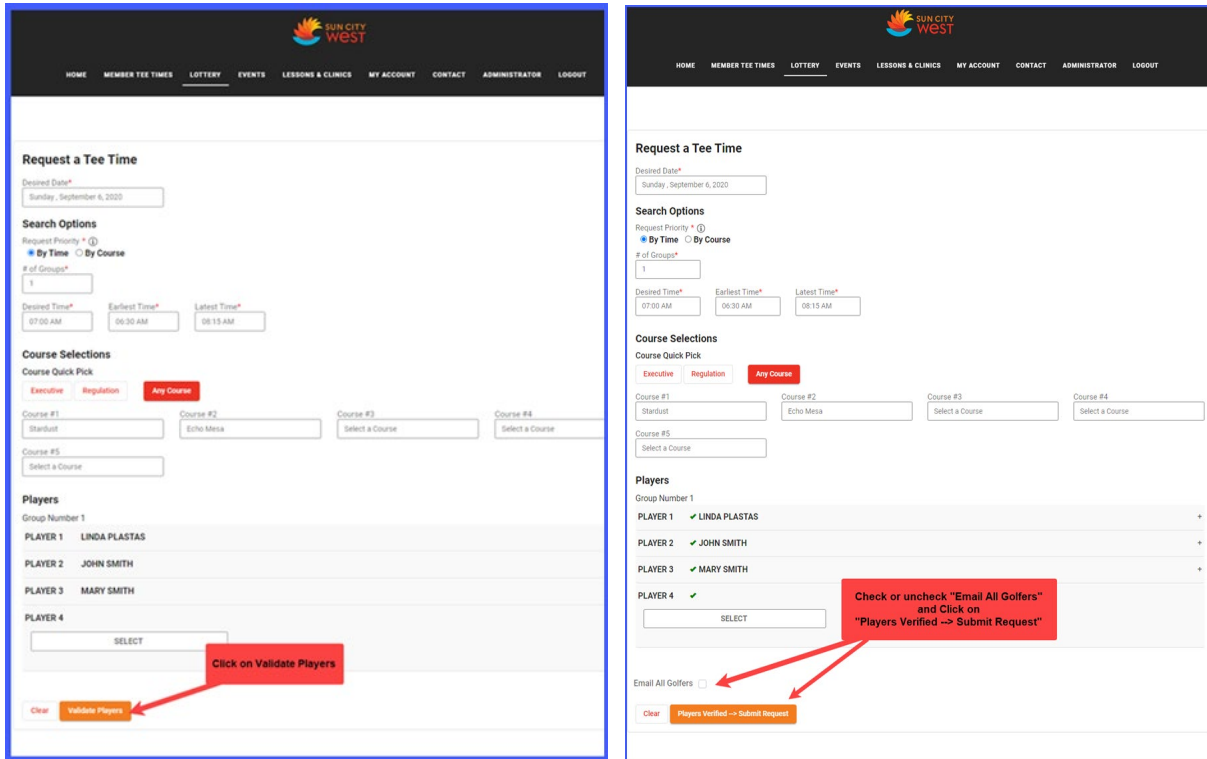 SUN CITY
WEST
HOME MEMBER TEE TIMES LOTTERY EVENTS LESSONS & CLINICS MY ACCOUNT CONTACT ADMINISTRATOR LOGOUT
Request a Tee Time
Desired Date*
Sunday , September 6, 2020
Search Options
Request Priority * ⓘ
By Time By Course
# of Groups*
1
Desired Time* Earliest Time* Latest Time*
07:00 AM 06:30 AM 08:15 AM
Course Selections
Course Quick Pick
Executive Regulation Any Course
Course #1 Course #2 Course #3 Course #4
Stardust Echo Mesa Select a Course Select a Course
Course #5
Select a Course
Players
Group Number 1
PLAYER 1 LINDA PLASTAS
PLAYER 2 JOHN SMITH
PLAYER 3 MARY SMITH
PLAYER 4
SELECT
Click on Validate Players
Clear Validate Players
SUN CITY
WEST
HOME MEMBER TEE TIMES LOTTERY EVENTS LESSONS & CLINICS MY ACCOUNT CONTACT ADMINISTRATOR LOGOUT
Request a Tee Time
Desired Date*
Sunday , September 6, 2020
Search Options
Request Priority * ⓘ
By Time By Course
# of Groups*
1
Desired Time* Earliest Time* Latest Time*
07:00 AM 06:30 AM 08:15 AM
Course Selections
Course Quick Pick
Executive Regulation Any Course
Course #1 Course #2 Course #3 Course #4
Stardust Echo Mesa Select a Course Select a Course
Course #5
Select a Course
Players
Group Number 1
PLAYER 1 ✔ LINDA PLASTAS +
PLAYER 2 ✔ JOHN SMITH +
PLAYER 3 ✔ MARY SMITH +
PLAYER 4 ✔
SELECT
Check or uncheck "Email All Golfers"
and Click on
"Players Verified --> Submit Request"
Email All Golfers
Clear Players Verified --> Submit Request